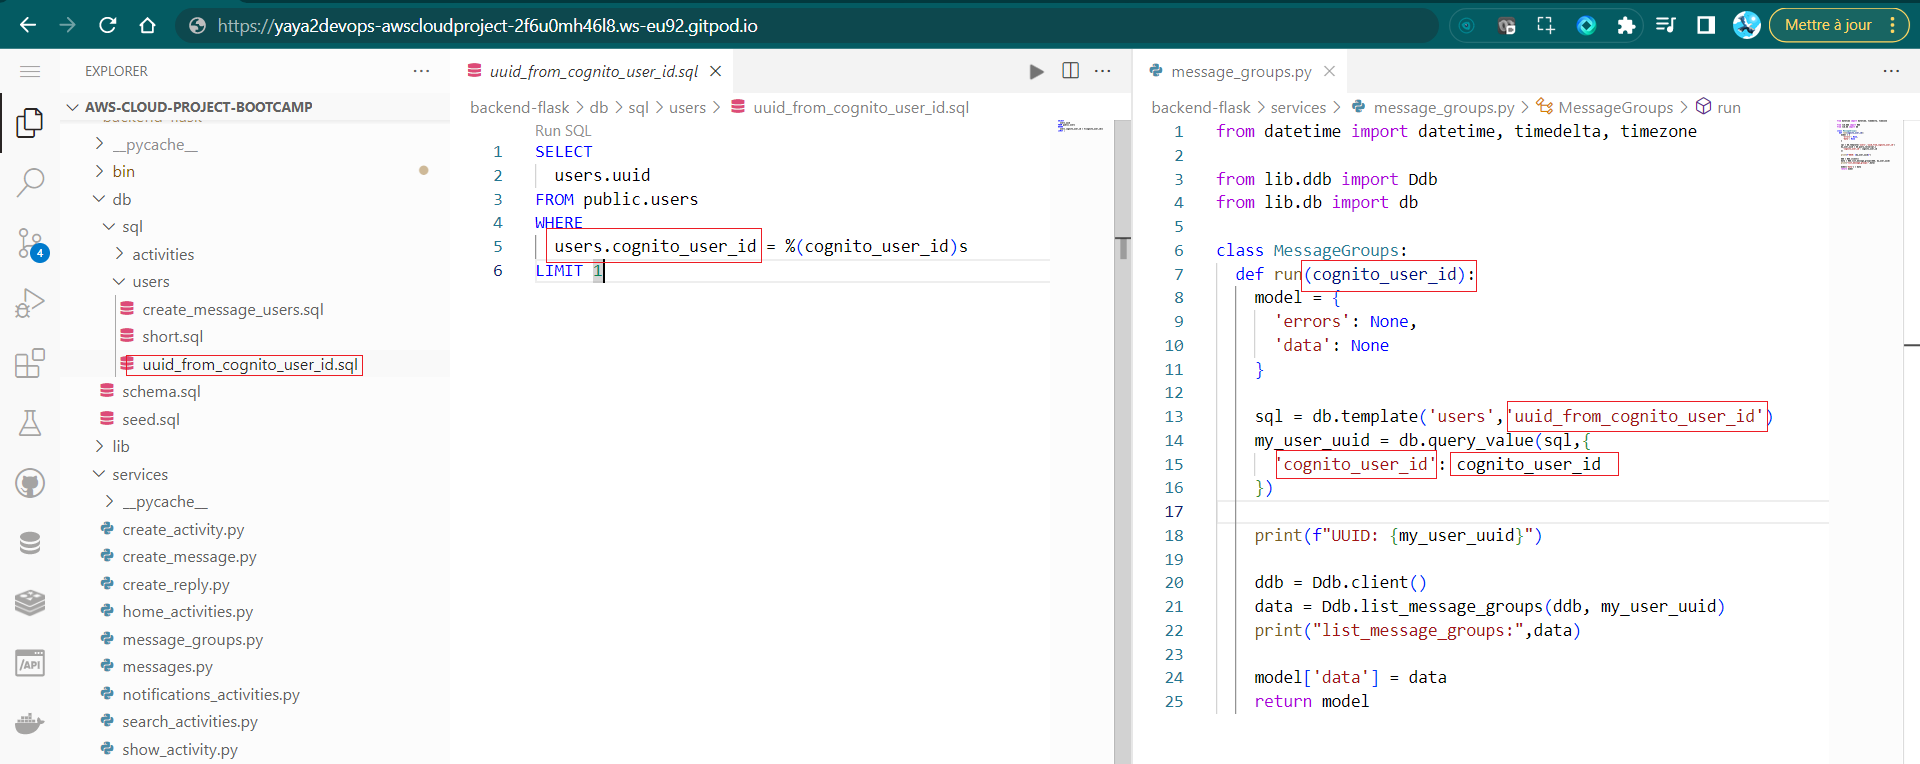 https://yaya2devops-awscloudproject-2f6u0mh46l8.ws-eu92.gitpod.io
Mettre à jour
EXPLORER
AWS-CLOUD-PROJECT-BOOTCAMP
backend-flask
__pycache__
bin
db
sql
activities
users
create_message_users.sql
short.sql
uuid_from_cognito_user_id.sql
schema.sql
seed.sql
lib
services
__pycache__
create_activity.py
create_message.py
create_reply.py
home_activities.py
message_groups.py
messages.py
notifications_activities.py
search_activities.py
show_activity.py
4
/API
uuid_from_cognito_user_id.sql
backend-flask > db > sql > users > uuid_from_cognito_user_id.sql
Run SQL
1 SELECT
2 users.uuid
3 FROM public.users
4 WHERE
5 users.cognito_user_id = %(cognito_user_id)s
6 LIMIT 1
message_groups.py
backend-flask > services > message_groups.py > MessageGroups > run
1 from datetime import datetime, timedelta, timezone
2
3 from lib.ddb import Ddb
4 from lib.db import db
5
6 class MessageGroups:
7 def run(cognito_user_id):
8 model = {
9 'errors': None,
10 'data': None
11 }
12
13 sql = db.template('users','uuid_from_cognito_user_id')
14 my_user_uuid = db.query_value(sql,{
15 'cognito_user_id': cognito_user_id
16 })
17
18 print(f"UUID: {my_user_uuid}")
19
20 ddb = Ddb.client()
21 data = Ddb.list_message_groups(ddb, my_user_uuid)
22 print("list_message_groups:",data)
23
24 model['data'] = data
25 return model